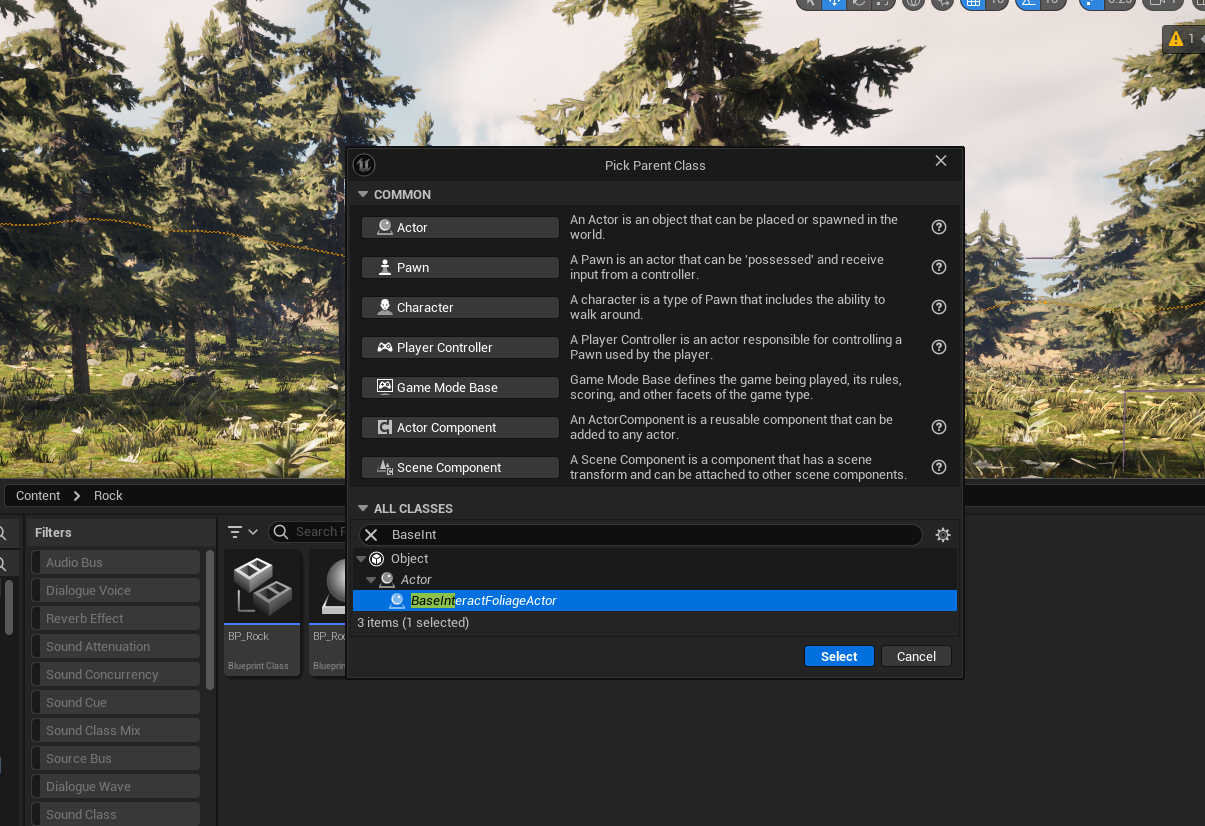 10
10
0.25
1
1
Pick Parent Class
COMMON
Actor
An Actor is an object that can be placed or spawned in the
world.
Pawn
A Pawn is an actor that can be 'possessed' and receive
input from a controller.
Character
A character is a type of Pawn that includes the ability to
walk around.
Player Controller
A Player Controller is an actor responsible for controlling a
Pawn used by the player.
Game Mode Base
Game Mode Base defines the game being played, its rules,
scoring, and other facets of the game type.
Actor Component
An ActorComponent is a reusable component that can be
added to any actor.
Scene Component
A Scene Component is a component that has a scene
transform and can be attached to other scene components.
Content
Rock
ALL CLASSES
BaseInt
Object
Actor
BaseInteractFoliageActor
3 items (1 selected)
Select
Cancel
Filters
Search
Audio Bus
Dialogue Voice
Reverb Effect
Sound Attenuation
Sound Concurrency
Sound Cue
Sound Class Mix
Source Bus
Dialogue Wave
Sound Class
BP_Rock
Blueprint Class
BP_Roc
Blueprin